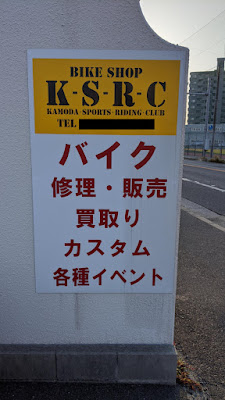 BIKE SHOP
K-S-R-C
KAMODA-SPORTS-RIDING-CLUB
TEL
バイク
修理・販売
買取り
カスタム
各種イベント